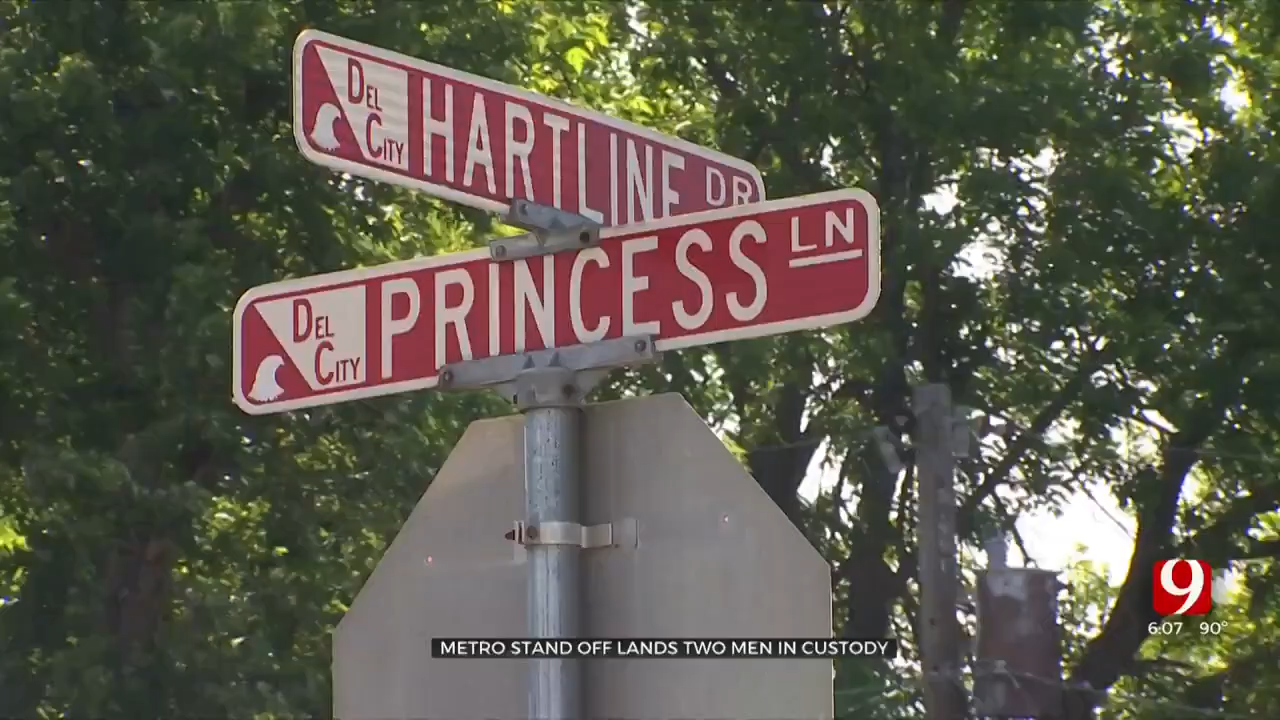 DEL CITY HARTLINE DR
DEL CITY PRINCESS LN
METRO STAND OFF LANDS TWO MEN IN CUSTODY
9
6:07 90°